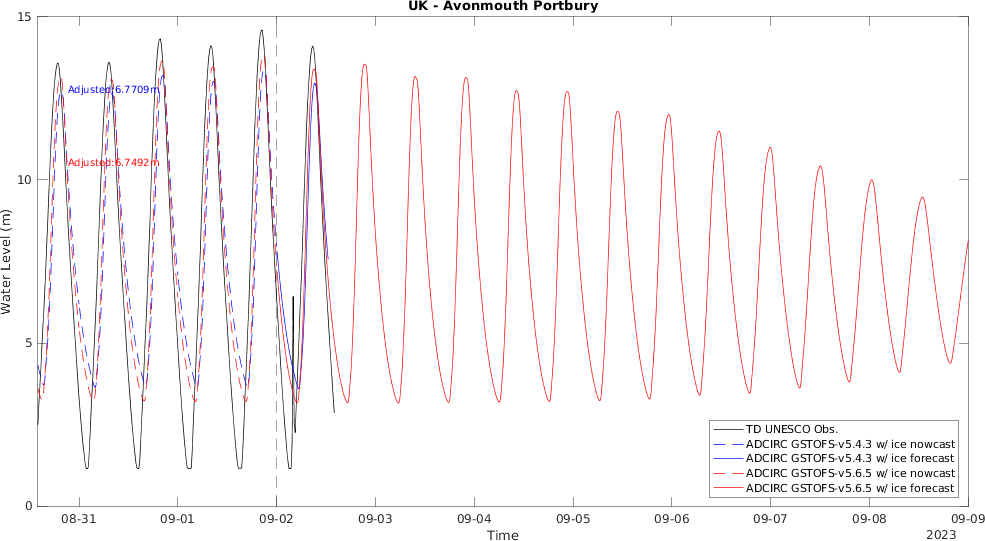 UK - Avonmouth Portbury
15
10
5
0
Water Level (m)
Adjusted:6.7709m
Adjusted:6.7492m
TD UNESCO Obs.
ADCIRC GSTOFS-v5.4.3 w/ ice nowcast
ADCIRC GSTOFS-v5.4.3 w/ ice forecast
ADCIRC GSTOFS-v5.6.5 w/ ice nowcast
ADCIRC GSTOFS-v5.6.5 w/ ice forecast
08-31 09-01 09-02 09-03 09-04 09-05 09-06 09-07 09-08 09-09
Time
2023